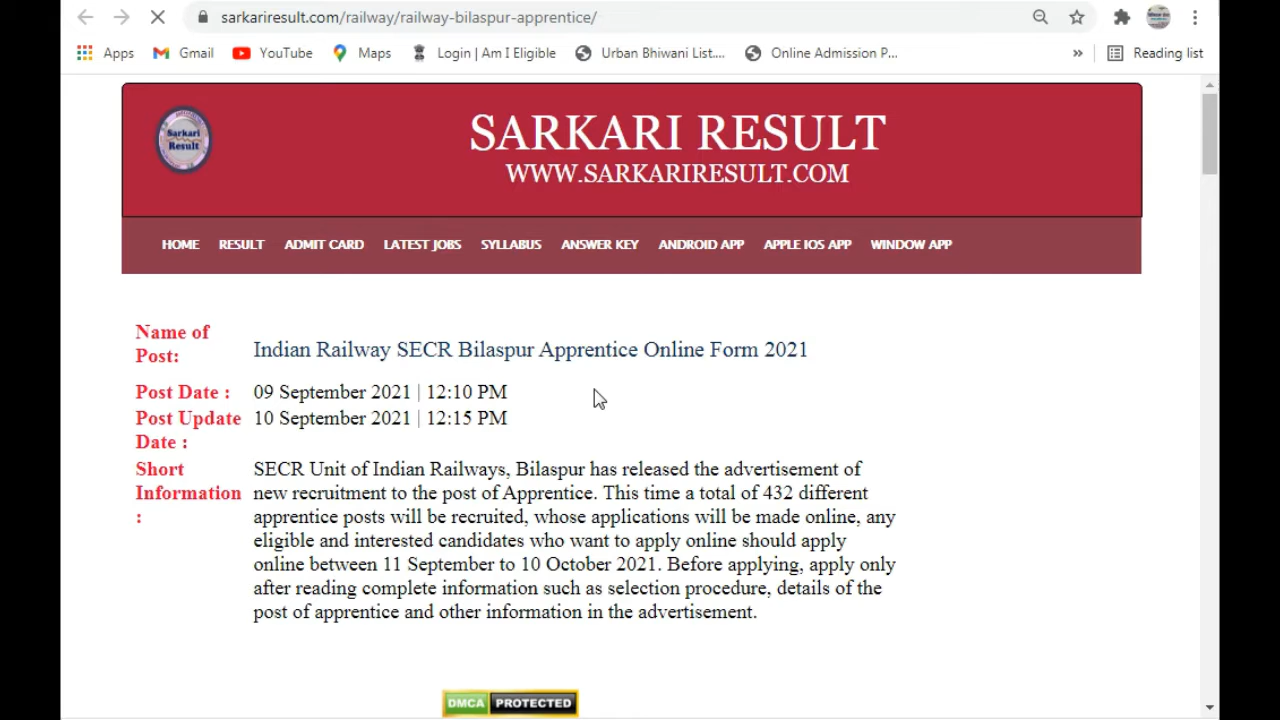 sarkariresult.com/railway/railway-bilaspur-apprentice/
Apps Gmail YouTube Maps Login | Am I Eligible Urban Bhiwani List.... Online Admission P... » Reading list
Sarkari
Result
SARKARI RESULT
WWW.SARKARIRESULT.COM
HOME RESULT ADMIT CARD LATEST JOBS SYLLABUS ANSWER KEY ANDROID APP APPLE IOS APP WINDOW APP
Name of
Post:
Indian Railway SECR Bilaspur Apprentice Online Form 2021
Post Date : 09 September 2021 | 12:10 PM
Post Update 10 September 2021 | 12:15 PM
Date :
Short SECR Unit of Indian Railways, Bilaspur has released the advertisement of
Information new recruitment to the post of Apprentice. This time a total of 432 different
: apprentice posts will be recruited, whose applications will be made online, any
eligible and interested candidates who want to apply online should apply
online between 11 September to 10 October 2021. Before applying, apply only
after reading complete information such as selection procedure, details of the
post of apprentice and other information in the advertisement.
DMCA PROTECTED